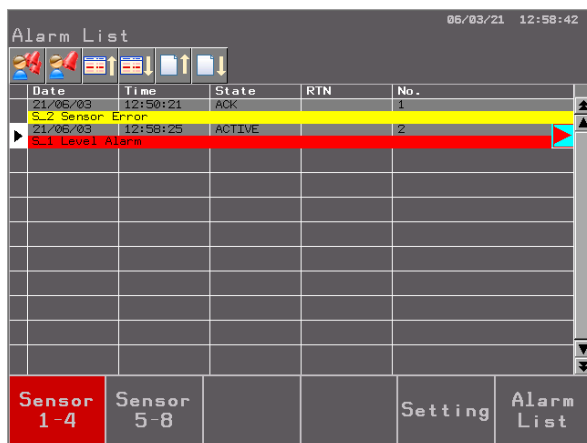 06/03/21 12:58:42
Alarm List
Date Time State RTN No.
21/06/03 12:50:21 ACK 1
S_2 Sensor Error
21/06/03 12:58:25 ACTIVE 2
S_1 Level Alarm
Sensor 1-4
Sensor 5-8
Setting
Alarm List